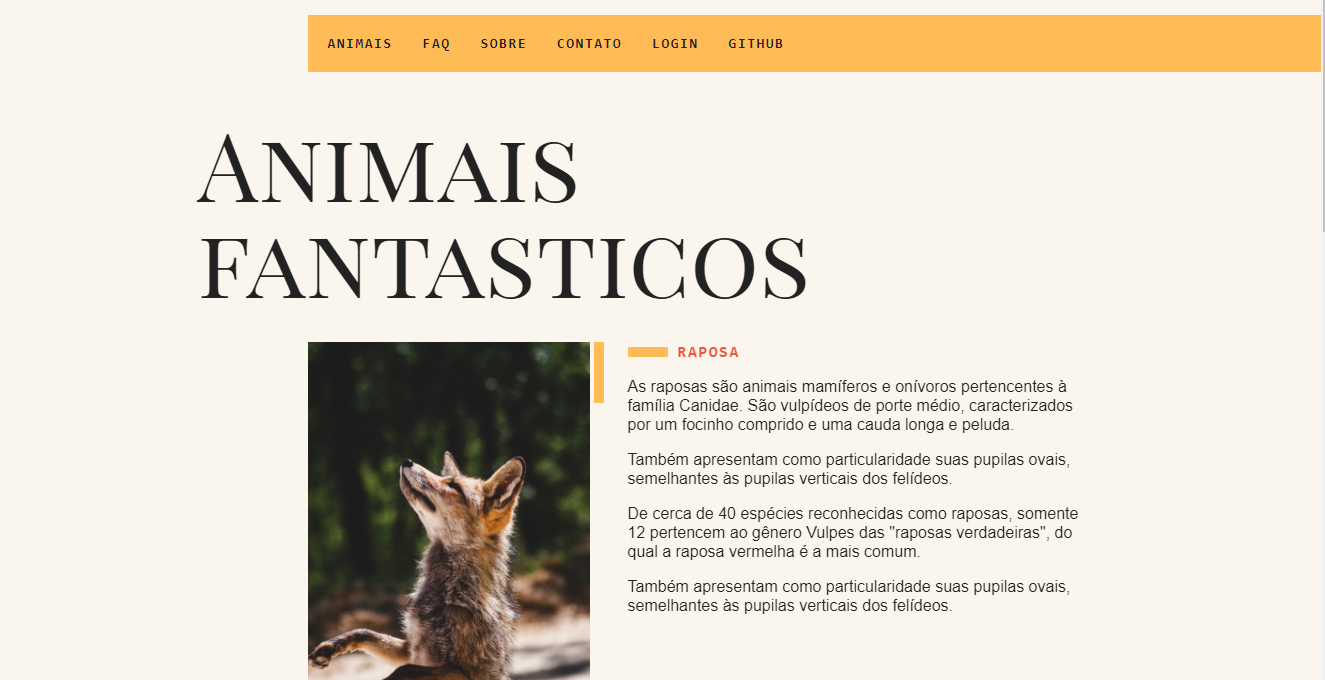 ANIMAIS FAQ SOBRE CONTATO LOGIN GITHUB
ANIMAIS
FANTASTICOS
RAPOSA
As raposas são animais mamíferos e onívoros pertencentes à
família Canidae. São vulpídeos de porte médio, caracterizados
por um focinho comprido e uma cauda longa e peluda.
Também apresentam como particularidade suas pupilas ovais,
semelhantes às pupilas verticais dos felídeos.
De cerca de 40 espécies reconhecidas como raposas, somente
12 pertencem ao gênero Vulpes das "raposas verdadeiras", do
qual a raposa vermelha é a mais comum.
Também apresentam como particularidade suas pupilas ovais,
semelhantes às pupilas verticais dos felídeos.